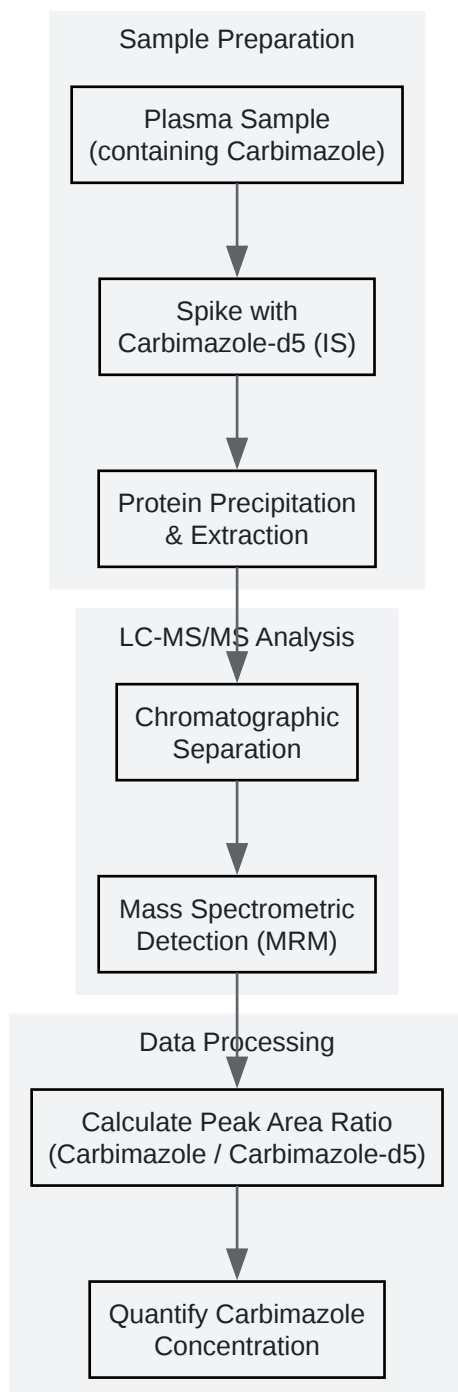 Sample Preparation
Plasma Sample
(containing Carbimazole)
Spike with
Carbimazole-d5 (IS)
Protein Precipitation
& Extraction
LC-MS/MS Analysis
Chromatographic
Separation
Mass Spectrometric
Detection (MRM)
Data Processing
Calculate Peak Area Ratio
(Carbimazole / Carbimazole-d5)
Quantify Carbimazole
Concentration